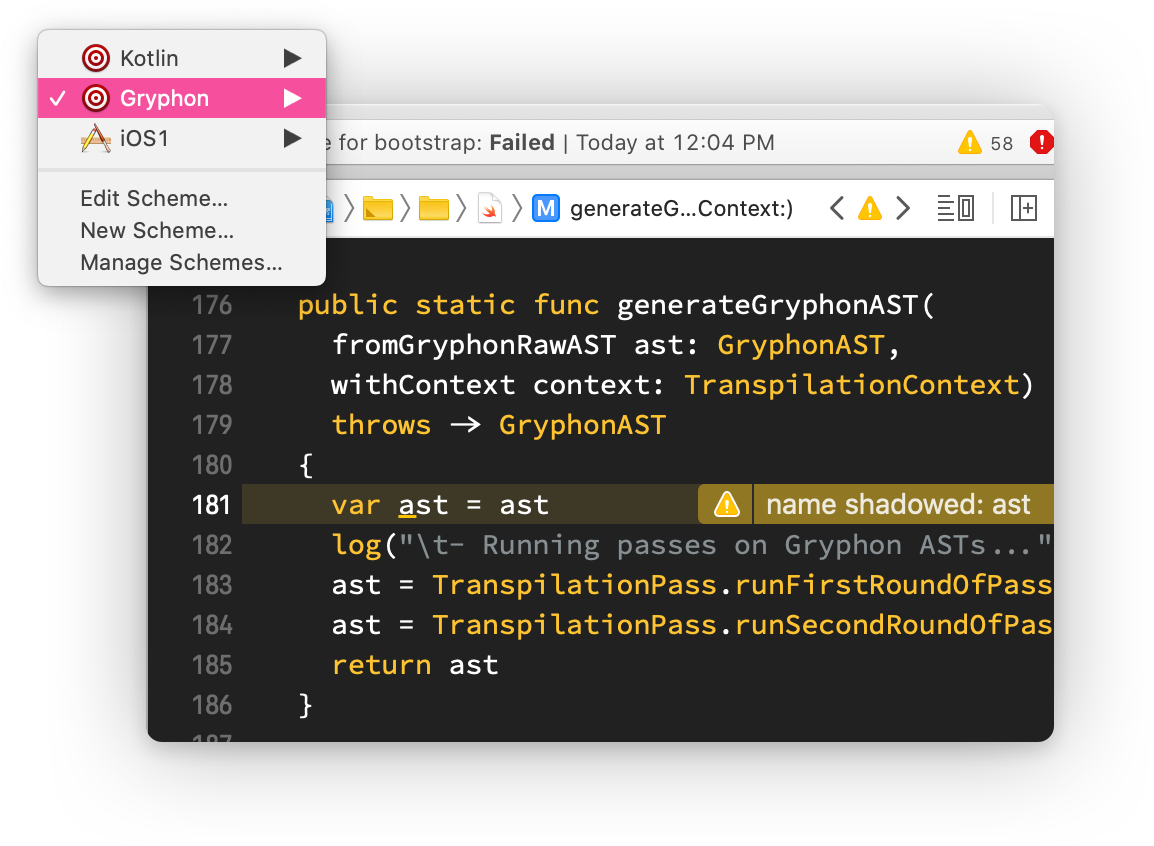 Kotlin
Gryphon
iOS1
Edit Scheme...
New Scheme...
Manage Schemes...
for bootstrap: Failed | Today at 12:04 PM
58
M generateG...Context:)
176 public static func generateGryphonAST(
177 fromGryphonRawAST ast: GryphonAST,
178 withContext context: TranspilationContext)
179 throws -> GryphonAST
180 {
181 var ast = ast name shadowed: ast
182 log("\t- Running passes on Gryphon ASTs..."
183 ast = TranspilationPass.runFirstRoundOfPass
184 ast = TranspilationPass.runSecondRoundOfPas
185 return ast
186 }
187